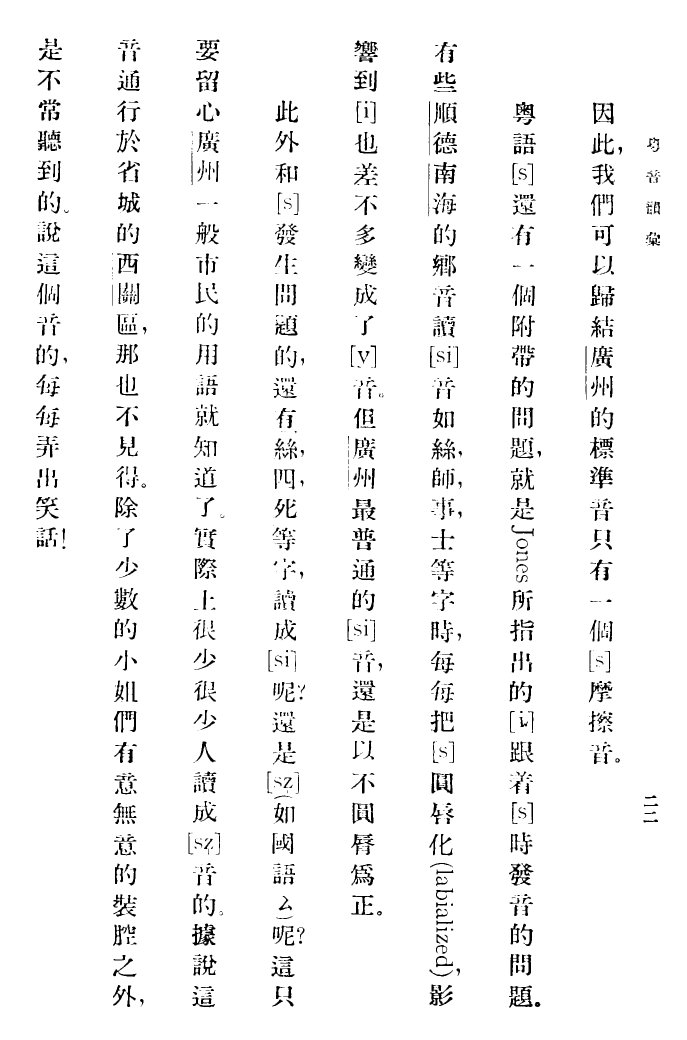 粵音韻彙
二二
因此,我們可以歸結廣州的標準音只有一個[s]摩擦音。
粵語[s]還有一個附帶的問題,就是Jones所指出的[i]跟着[s]時發音的問題。
有些順德南海的鄉音讀[si]音如絲,師,事,士等字時,每每把[s]圓唇化(labialized),影
響到[i]也差不多變成了[y]音。但廣州最普通的[si]音,還是以不圓脣爲正。
此外和[s]發生問題的,還有絲,四,死等字,讀成[si]呢?還是[sz̩](如國語ㄙ)呢?這只
要留心廣州一般市民的用語就知道了。實際上很少很少人讀成[sz̩]音的。據說這
音通行於省城的西關區,那也不見得。除了少數的小姐們有意無意的裝腔之外,
是不常聽到的。說這個音的,每每弄出笑話!